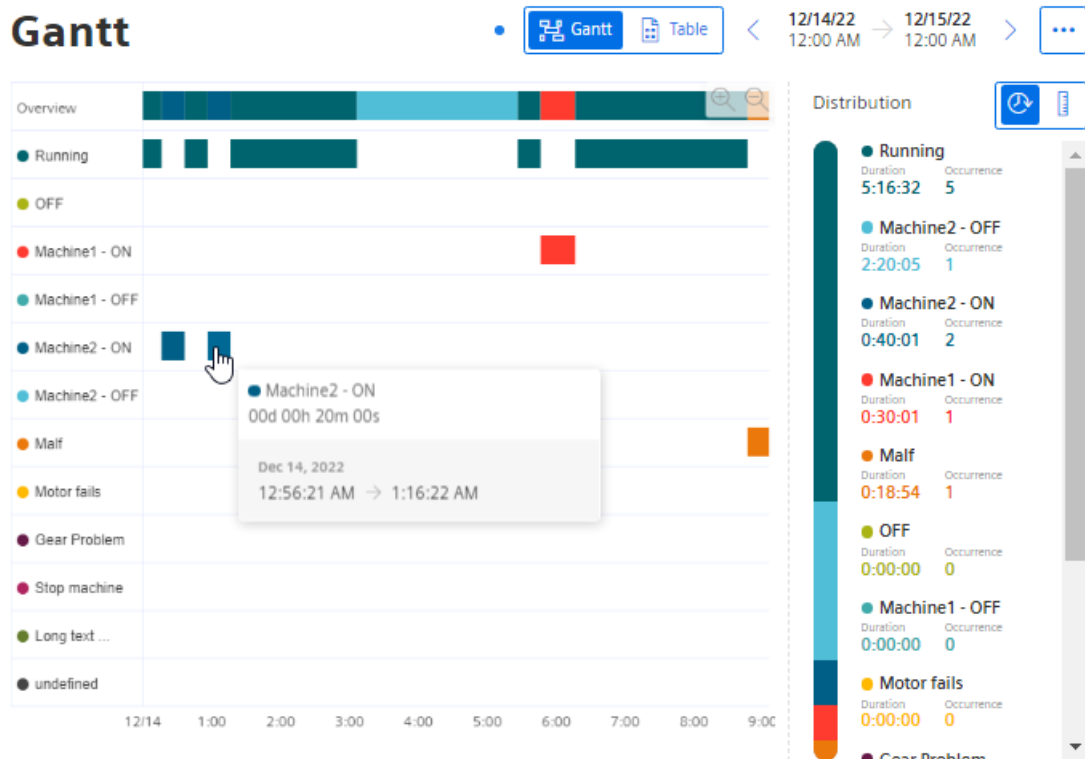 Gantt
Gantt
Table
12/14/22
12:00 AM
12/15/22
12:00 AM
Overview
Running
OFF
Machine1 - ON
Machine1 - OFF
Machine2 - ON
Machine2 - OFF
Malf
Motor fails
Gear Problem
Stop machine
Long text ...
undefined
Machine2 - ON
00d 00h 20m 00s
Dec 14, 2022
12:56:21 AM → 1:16:22 AM
12/14 1:00 2:00 3:00 4:00 5:00 6:00 7:00 8:00 9:00
Distribution
Running
Duration Occurrence
5:16:32 5
Machine2 - OFF
Duration Occurrence
2:20:05 1
Machine2 - ON
Duration Occurrence
0:40:01 2
Machine1 - ON
Duration Occurrence
0:30:01 1
Malf
Duration Occurrence
0:18:54 1
OFF
Duration Occurrence
0:00:00 0
Machine1 - OFF
Duration Occurrence
0:00:00 0
Motor fails
Duration Occurrence
0:00:00 0
Gear Problem